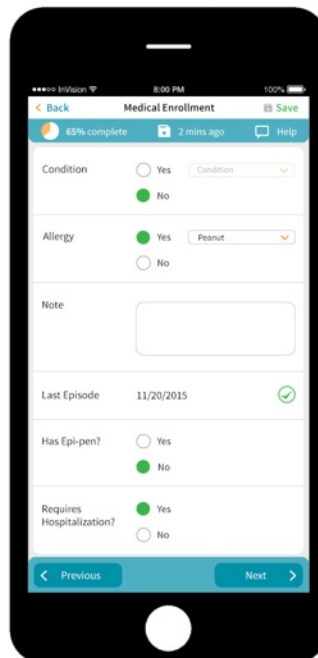 InVision 8:00 PM 100%
Back Medical Enrollment Save
65% complete 2 mins ago Help
Condition Yes Condition
No
Allergy Yes Peanut
No
Note
Last Episode 11/20/2015
Has Epi-pen? Yes
No
Requires Yes
Hospitalization?
No
Previous Next